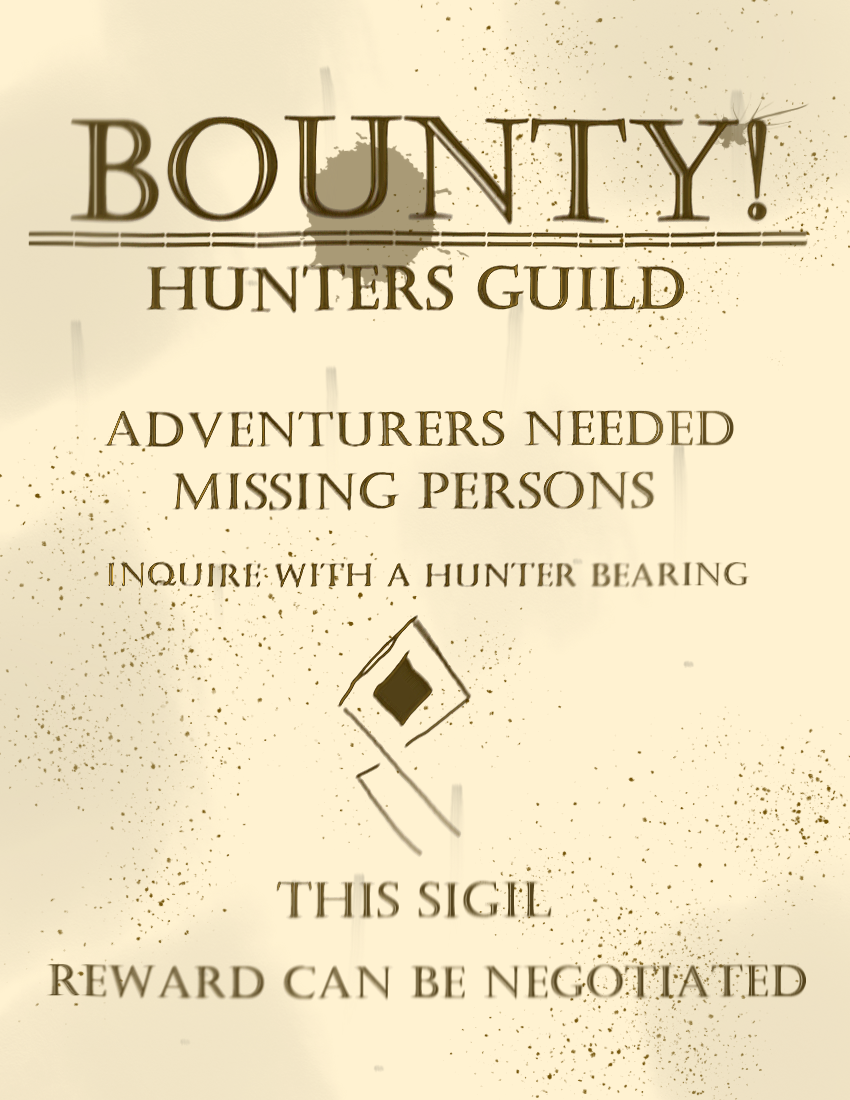 BOUNTY!
HUNTERS GUILD
ADVENTURERS NEEDED
MISSING PERSONS
INQUIRE WITH A HUNTER BEARING
THIS SIGIL
REWARD CAN BE NEGOTIATED